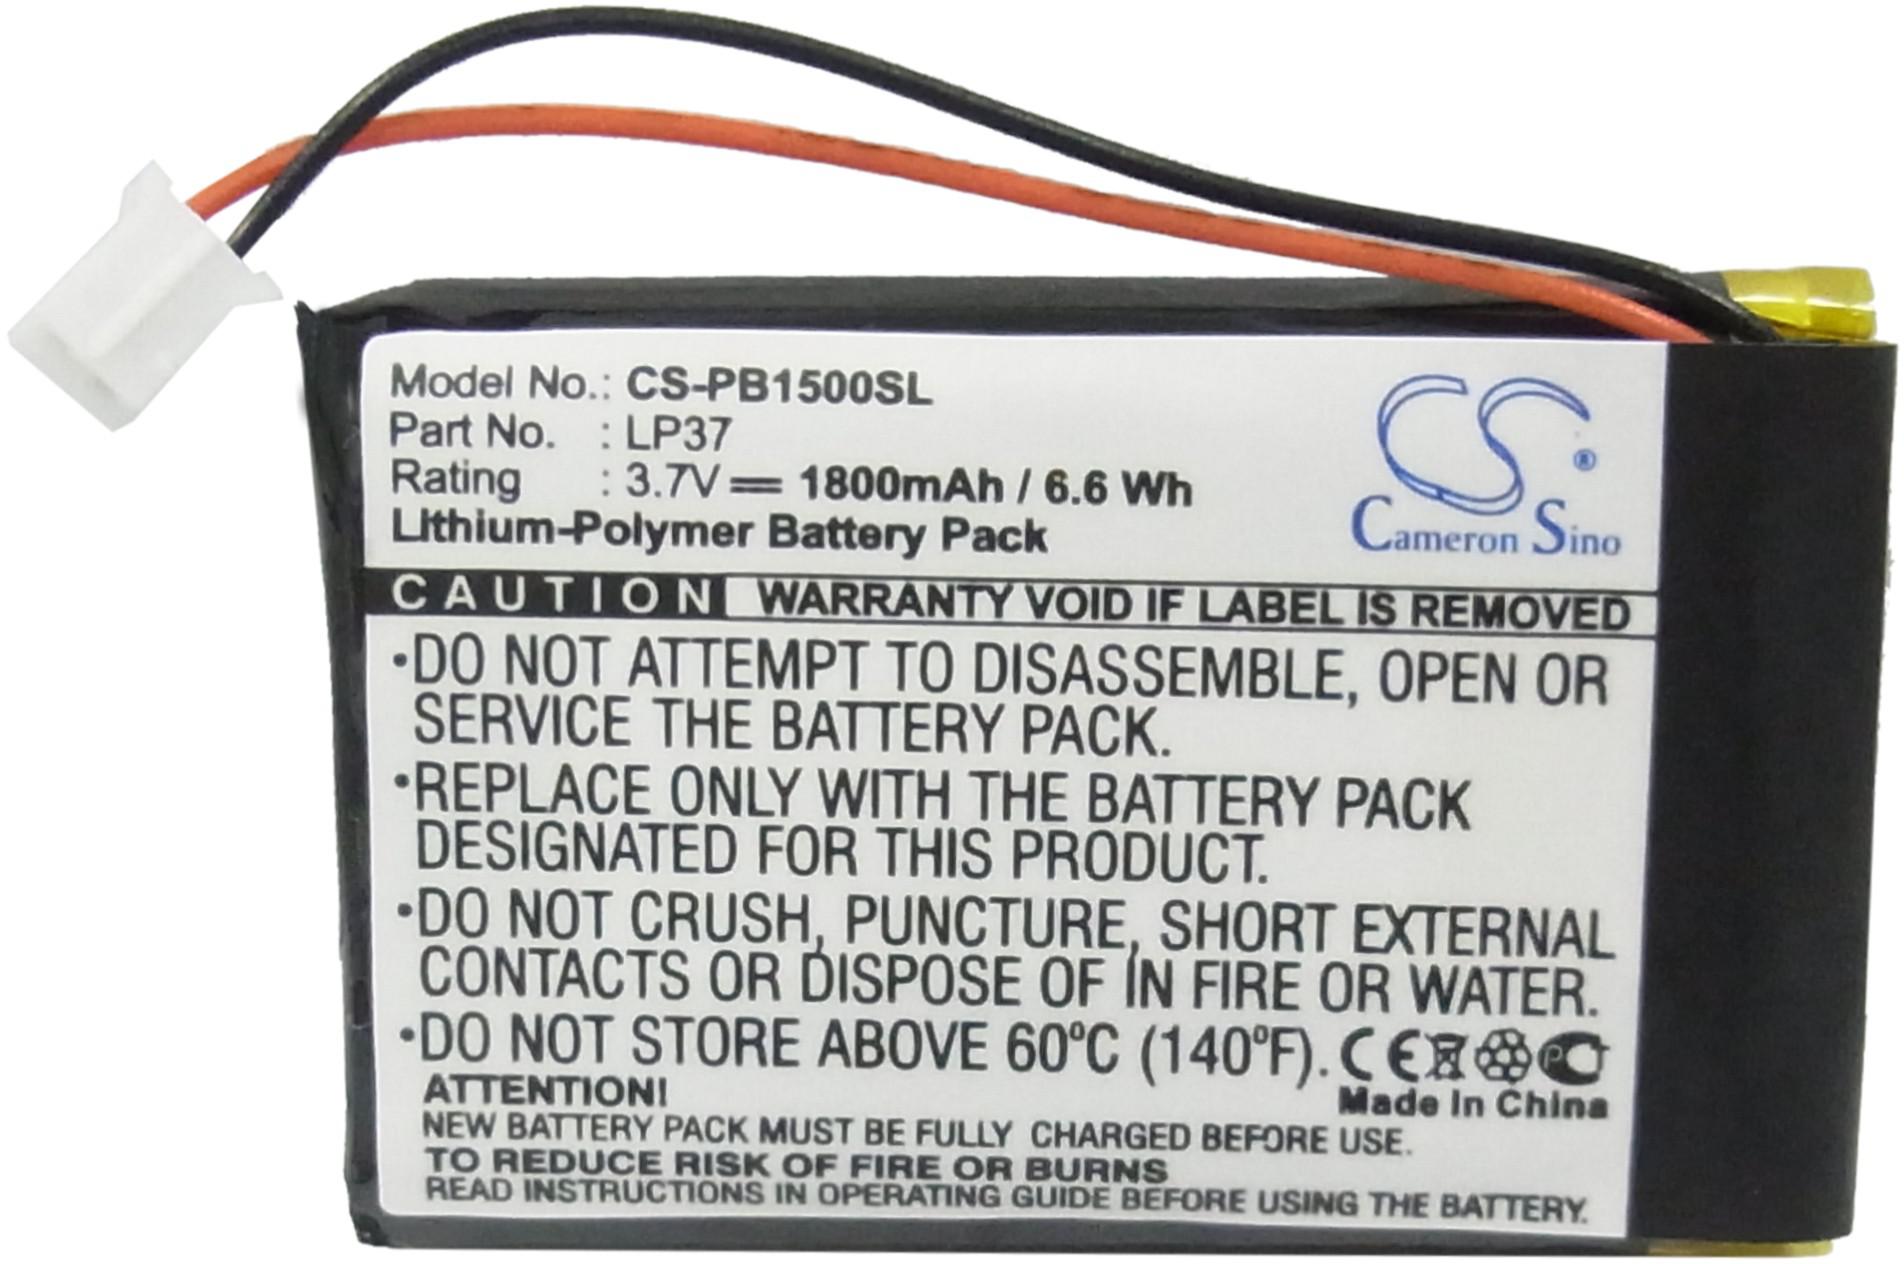 Model No.: CS-PB1500SL
Part No. : LP37
Rating : 3.7V 1800mAh / 6.6 Wh
Lithium-Polymer Battery Pack
CS ®
Cameron Sino
CAUTION WARRANTY VOID IF LABEL IS REMOVED
•DO NOT ATTEMPT TO DISASSEMBLE, OPEN OR
SERVICE THE BATTERY PACK.
•REPLACE ONLY WITH THE BATTERY PACK
DESIGNATED FOR THIS PRODUCT.
•DO NOT CRUSH, PUNCTURE, SHORT EXTERNAL
CONTACTS OR DISPOSE OF IN FIRE OR WATER.
•DO NOT STORE ABOVE 60ºC (140ºF). CE PC
ATTENTION! Made In China
NEW BATTERY PACK MUST BE FULLY CHARGED BEFORE USE.
TO REDUCE RISK OF FIRE OR BURNS
READ INSTRUCTIONS IN OPERATING GUIDE BEFORE USING THE BATTERY.